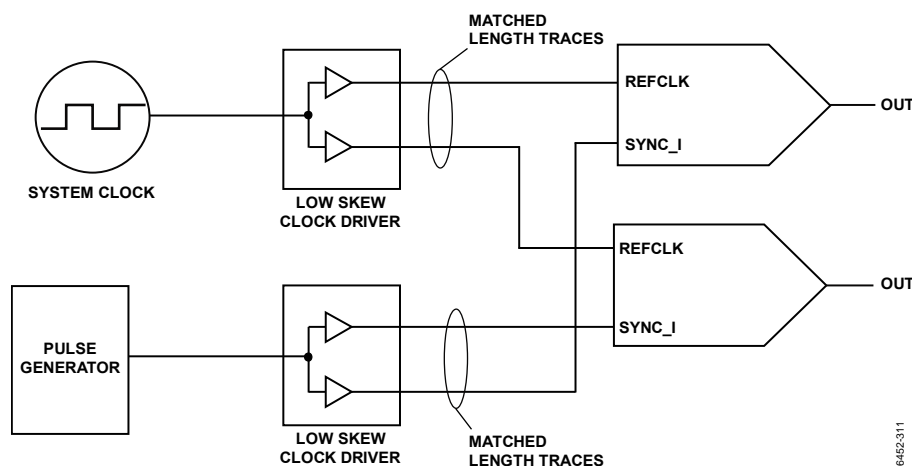 MATCHED
LENGTH TRACES
REFCLK
OUT
SYNC_I
SYSTEM CLOCK
LOW SKEW
CLOCK DRIVER
REFCLK
OUT
SYNC_I
PULSE
GENERATOR
LOW SKEW
CLOCK DRIVER
MATCHED
LENGTH TRACES
6452-311